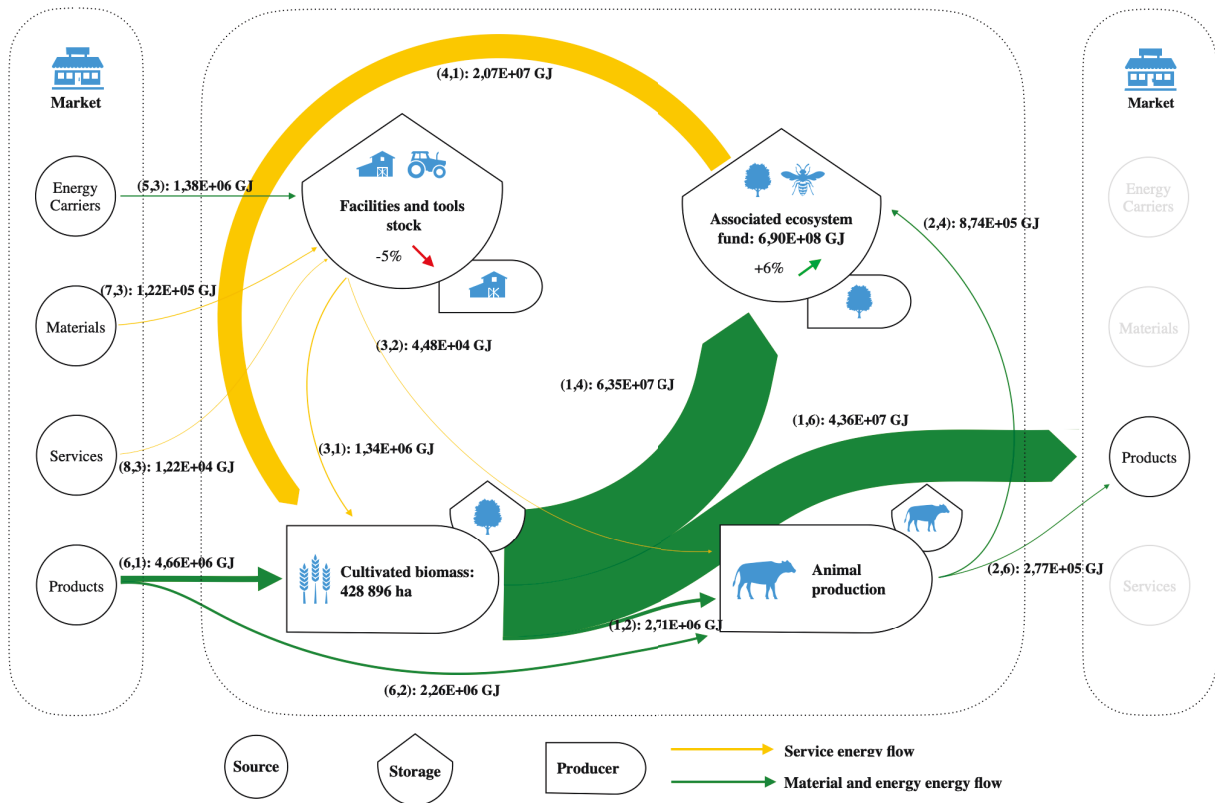 Market
Energy
Carriers
Materials
Services
Products
(5,3): 1,38E+06 GJ
(7,3): 1,22E+05 GJ
(8,3): 1,22E+04 GJ
(6,1): 4,66E+06 GJ
(6,2): 2,26E+06 GJ
(4,1): 2,07E+07 GJ
Facilities and tools
stock
-5%
(3,2): 4,48E+04 GJ
(3,1): 1,34E+06 GJ
Cultivated biomass:
428 896 ha
Associated ecosystem
fund: 6,90E+08 GJ
+6%
(2,4): 8,74E+05 GJ
(1,4): 6,35E+07 GJ
(1,6): 4,36E+07 GJ
(1,2): 2,71E+06 GJ
Animal
production
(2,6): 2,77E+05 GJ
Market
Energy
Carriers
Materials
Products
Services
Source
Storage
Producer
Service energy flow
Material and energy energy flow